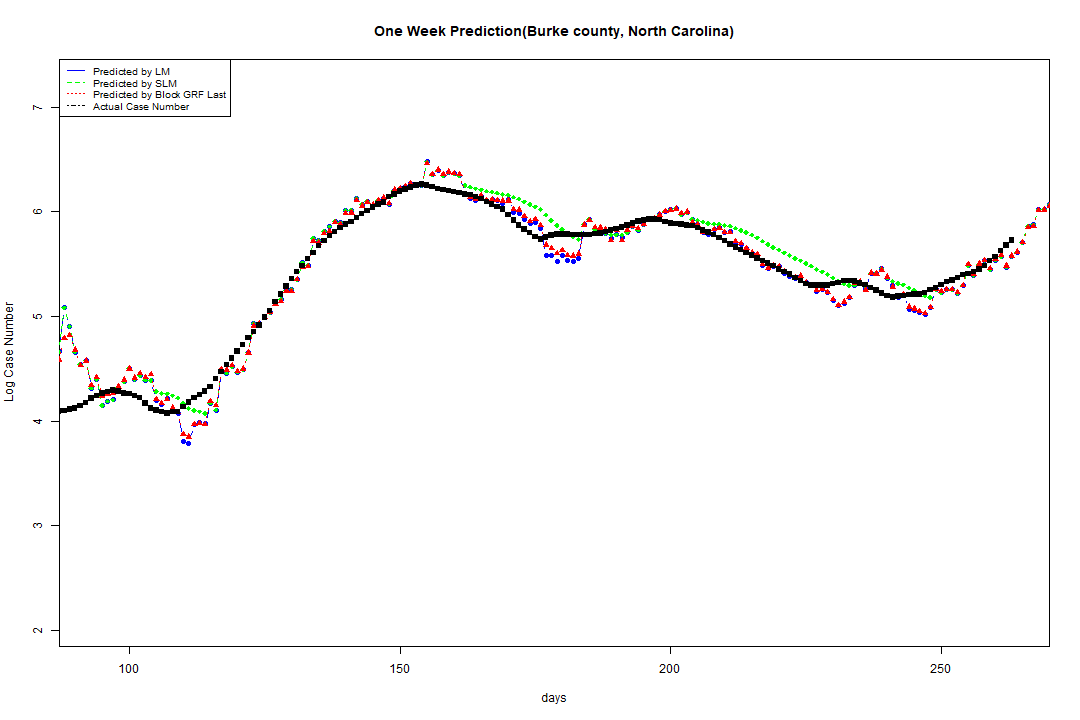 One Week Prediction(Burke county, North Carolina)
Predicted by LM
Predicted by SLM
Predicted by Block GRF Last
Actual Case Number
Log Case Number
7
6
5
4
3
2
100 150 200 250
days